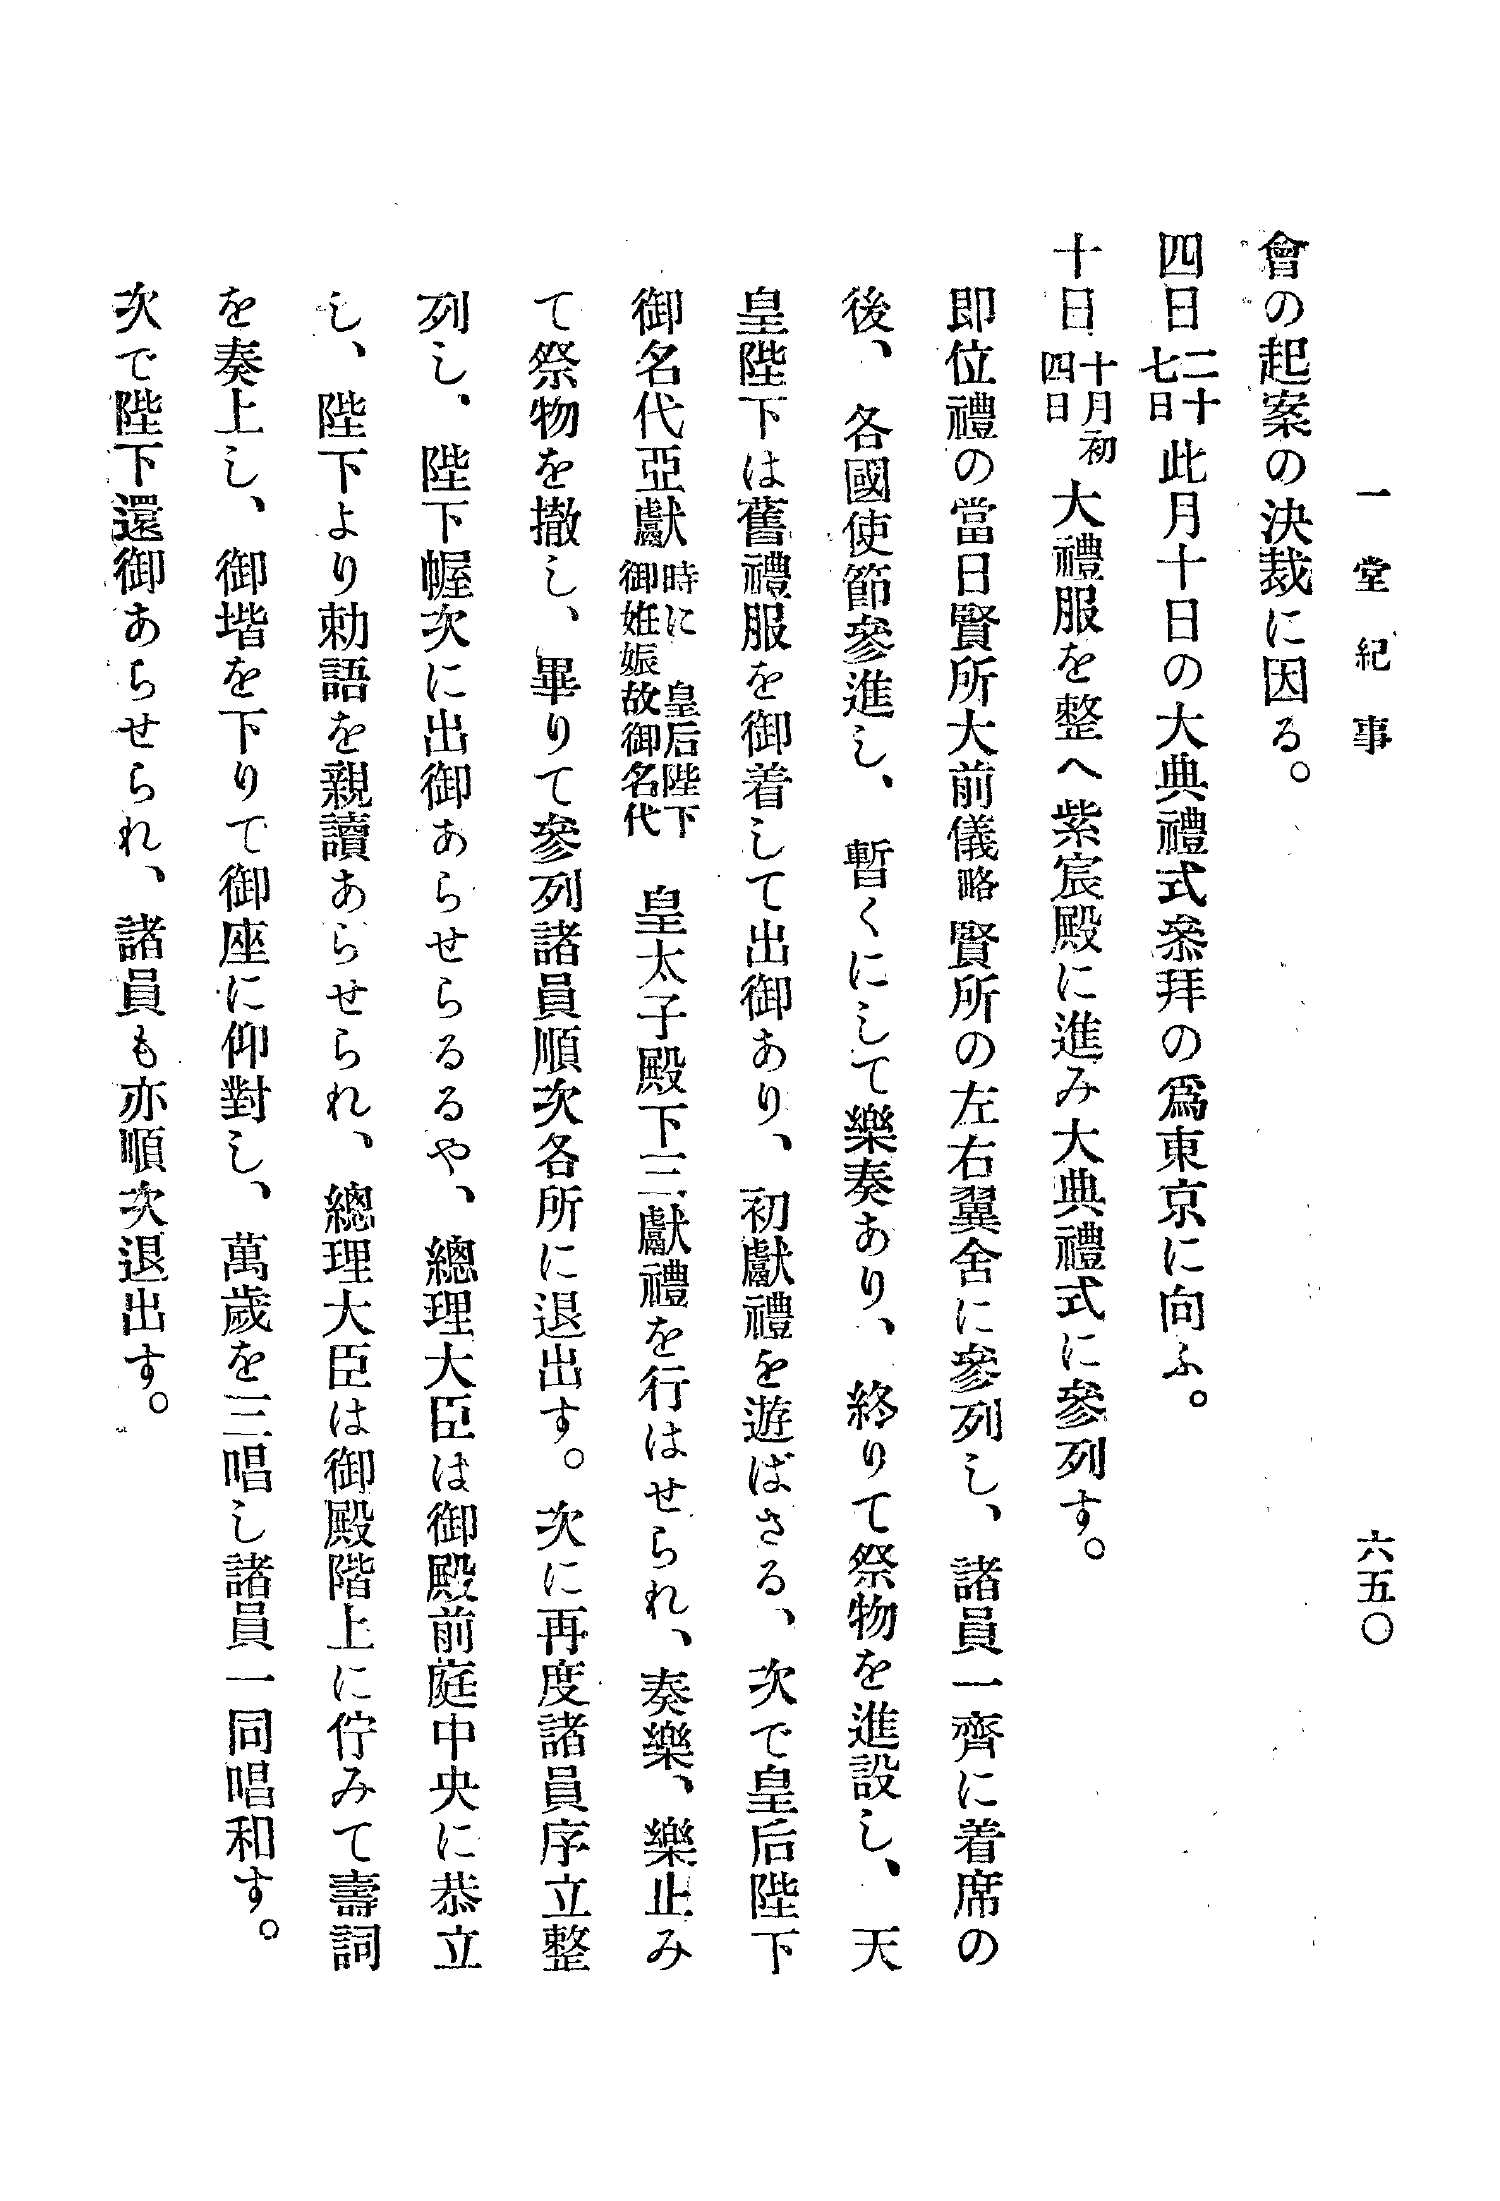 一堂紀事
六五〇
會の起案の決裁に因る。
四日二十七日此月十日の大典禮式叅拜の爲東京に向ふ。
十日十月初四日大禮服を整へ紫宸殿に進み大典禮式に參列す。
即位禮の當日賢所大前儀略賢所の左右翼舍に參列し、諸員一齊に着席の
後、各國使節參進し、暫くにして樂奏あり、終りて祭物を進設し、天
皇陛下は舊禮服を御着して出御あり、初獻禮を遊ばさる、次で皇后陛下
御名代亞獻時に皇后陛下御姙娠故御名代皇太子殿下三獻禮を行はせられ、奏樂、樂止み
て祭物を撤し、畢りて參列諸員順次各所に退出す。次に再度諸員序立整
列し、陛下幄次に出御あらせらるるや、總理大臣は御殿前庭中央に恭立
し、陛下より勅語を親讀あらせられ、總理大臣は御殿階上に佇みて壽詞
を奏上し、御堦を下りて御座に仰對し、萬歲を三唱し諸員一同唱和す。
次で陛下還御あらせられ、諸員も亦順次退出す。